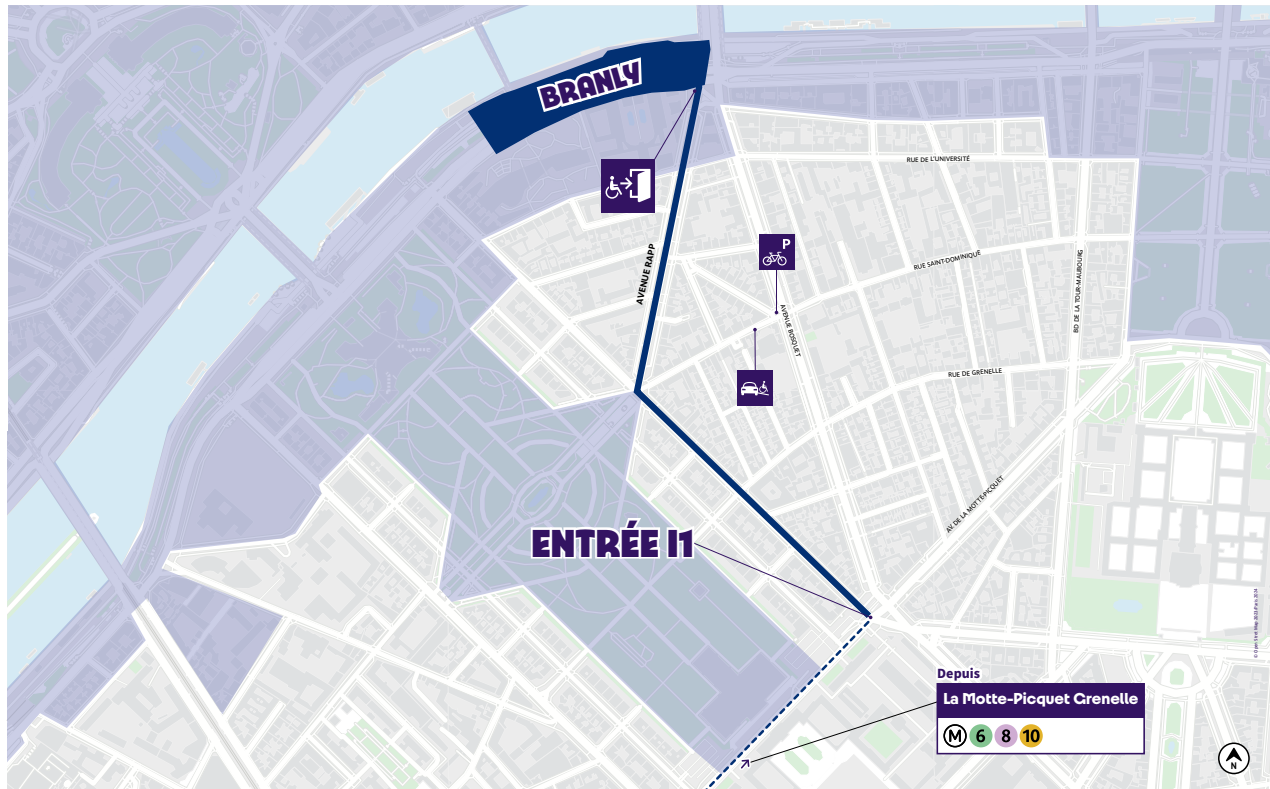 BRANLY
RUE DE L'UNIVERSITÉ
P
AVENUE RAPP
RUE SAINT-DOMINIQUE
BD DE LA TOUR-MAUBOURG
AVENUE BOSQUET
RUE DE GRENELLE
AV. DE LA MOTTE-PICQUET
ENTRÉE I1
Depuis
La Motte-Picquet Grenelle
M 6 8 10
N